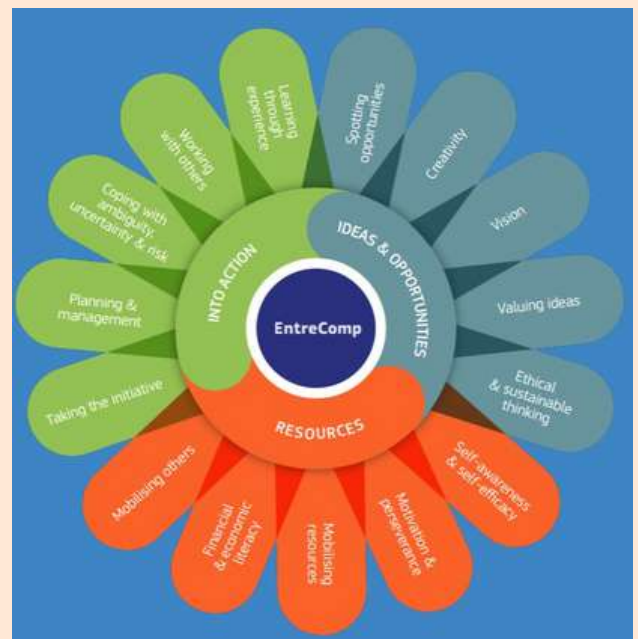 EntreComp
IDEAS & OPPORTUNITIES
RESOURCES
INTO ACTION
Spotting
opportunities
Creativity
Vision
Valuing ideas
Ethical
& sustainable
thinking
Self-awareness
& self-efficacy
Motivation &
perseverance
Mobilising
resources
Financial
& economic
literacy
Mobilising others
Taking the initiative
Planning &
management
Coping with
ambiguity,
uncertainty & risk
Working
with others
Learning
through
experience